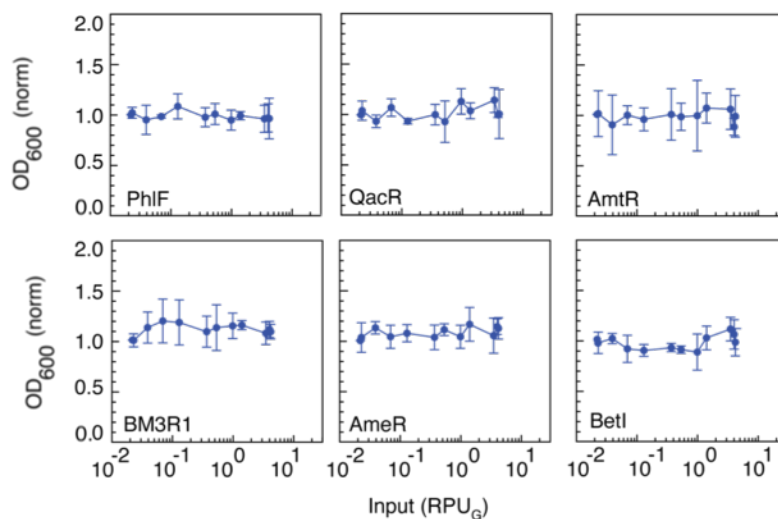 2.0
1.5
1.0
0.5
0.0
OD600 (norm)
PhlF
QacR
AmtR
2.0
1.5
1.0
0.5
0.0
OD600 (norm)
BM3R1
AmeR
BetI
10-2 10-1 100 101 10-2 10-1 100 101 10-2 10-1 100 101
Input (RPUG)